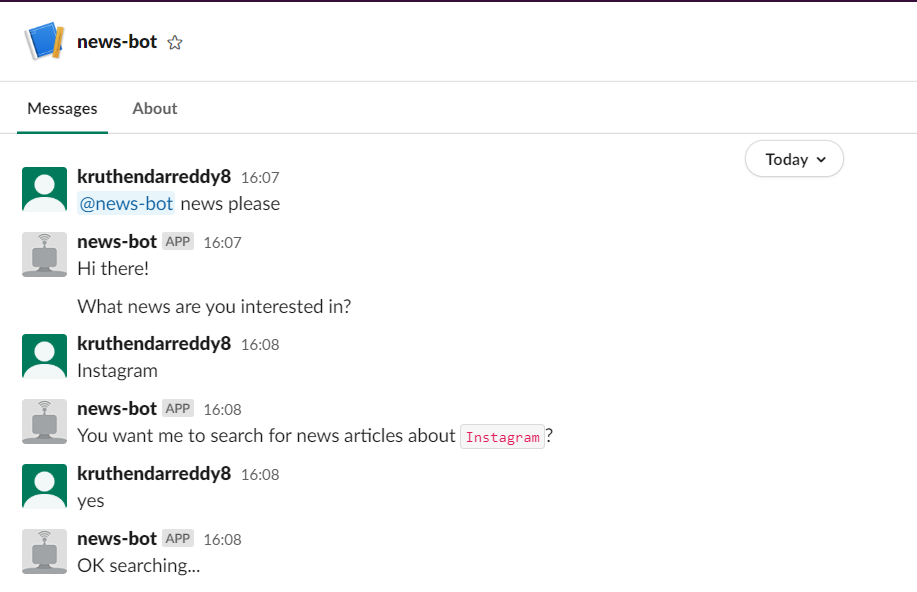 news-bot
Messages About
Today
kruthendarreddy8 16:07
@news-bot news please
news-bot APP 16:07
Hi there!
What news are you interested in?
kruthendarreddy8 16:08
Instagram
news-bot APP 16:08
You want me to search for news articles about Instagram?
kruthendarreddy8 16:08
yes
news-bot APP 16:08
OK searching...